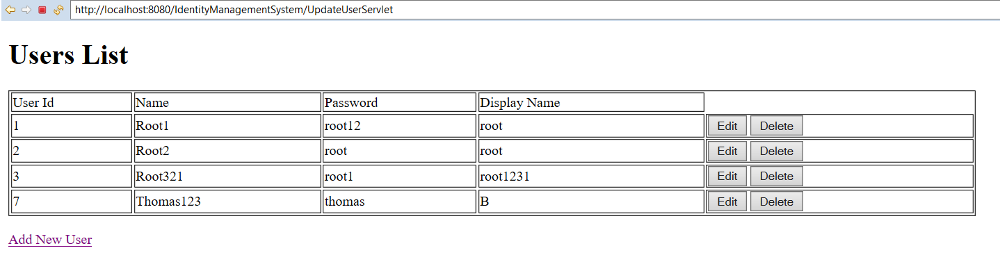 http://localhost:8080/IdentityManagementSystem/UpdateUserServlet
Users List
User Id Name Password Display Name
1 Root1 root12 root Edit Delete
2 Root2 root root Edit Delete
3 Root321 root1 root1231 Edit Delete
7 Thomas123 thomas B Edit Delete
Add New User